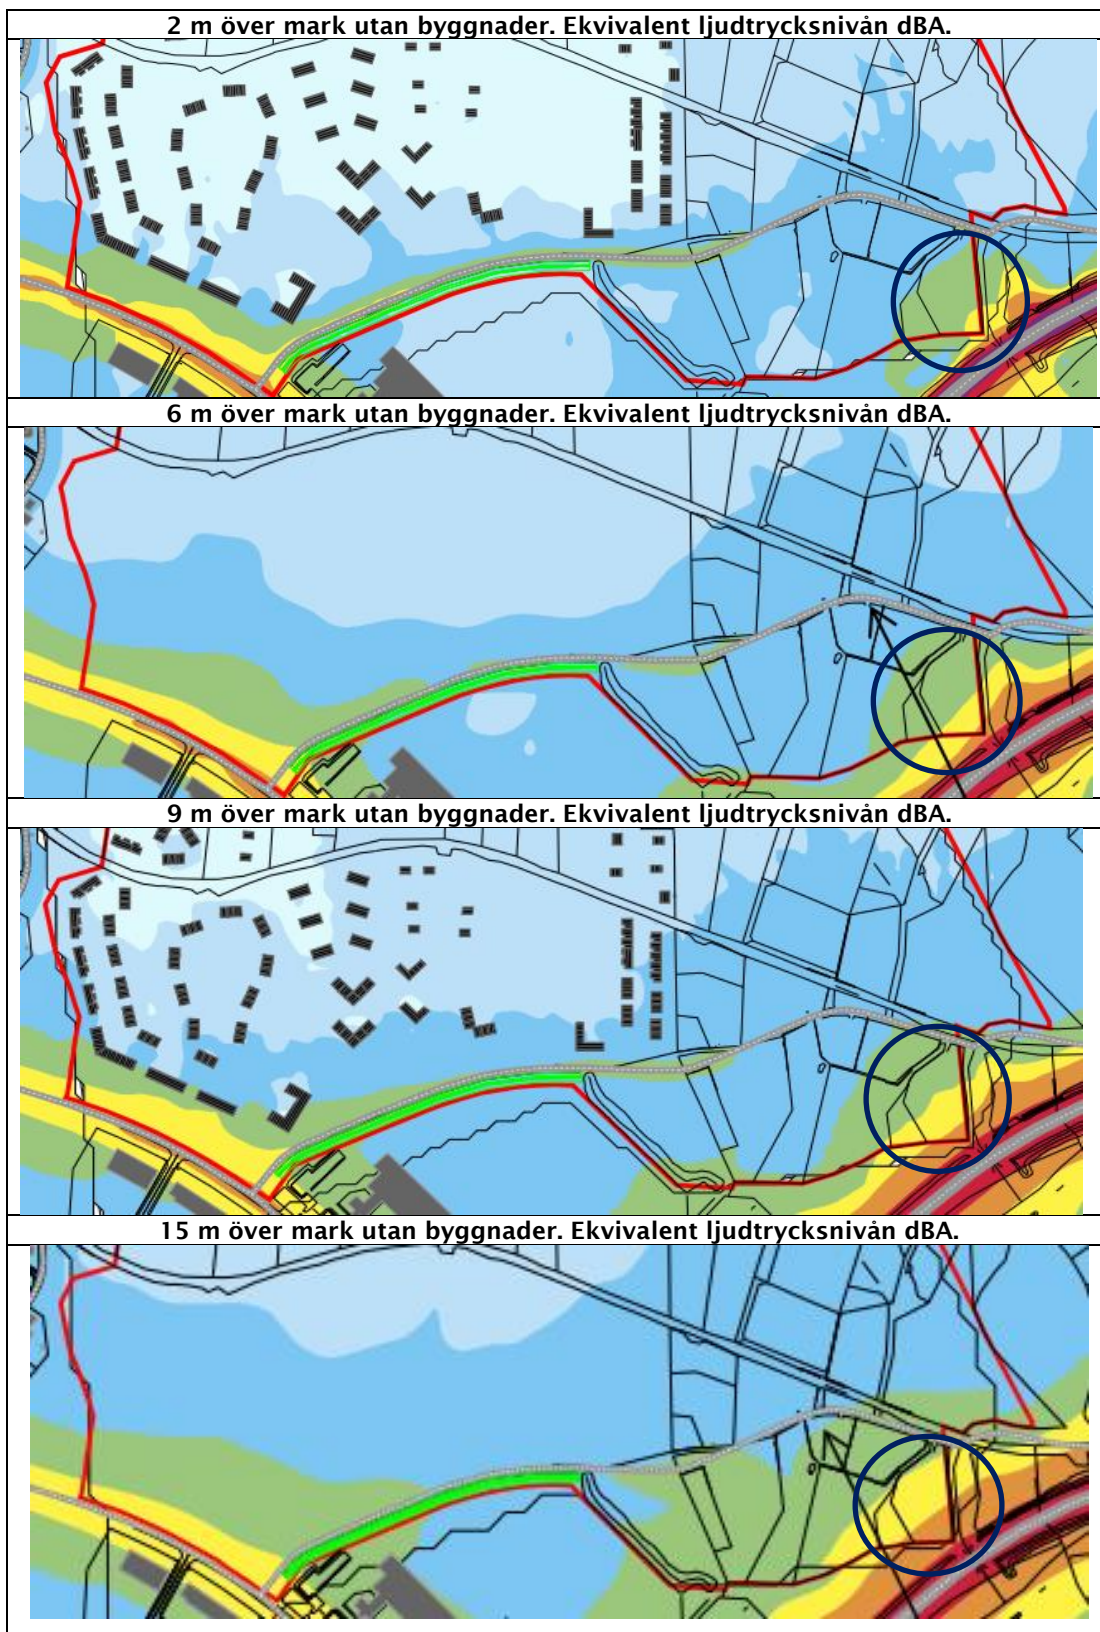 2 m över mark utan byggnader. Ekvivalent ljudtrycksnivån dBA.
6 m över mark utan byggnader. Ekvivalent ljudtrycksnivån dBA.
9 m över mark utan byggnader. Ekvivalent ljudtrycksnivån dBA.
15 m över mark utan byggnader. Ekvivalent ljudtrycksnivån dBA.